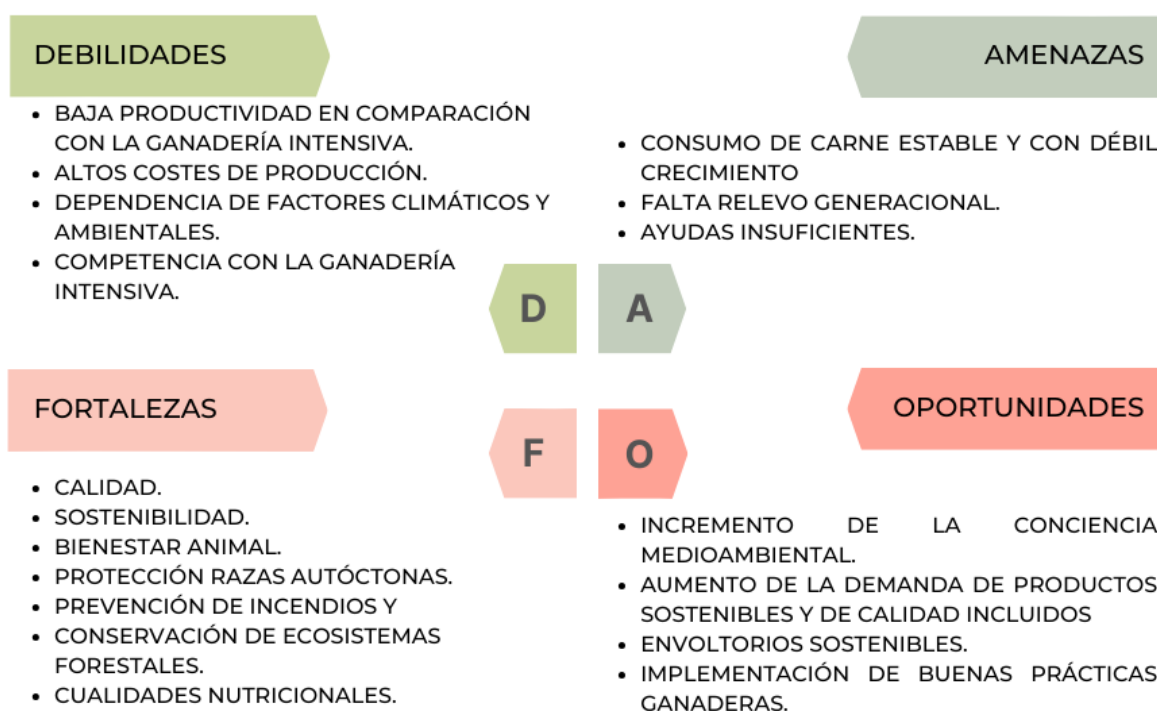 DEBILIDADES
• BAJA PRODUCTIVIDAD EN COMPARACIÓN
CON LA GANADERÍA INTENSIVA.
• ALTOS COSTES DE PRODUCCIÓN.
• DEPENDENCIA DE FACTORES CLIMÁTICOS Y
AMBIENTALES.
• COMPETENCIA CON LA GANADERÍA
INTENSIVA.
AMENAZAS
• CONSUMO DE CARNE ESTABLE Y CON DÉBIL
CRECIMIENTO
• FALTA RELEVO GENERACIONAL.
• AYUDAS INSUFICIENTES.
D
A
FORTALEZAS
• CALIDAD.
• SOSTENIBILIDAD.
• BIENESTAR ANIMAL.
• PROTECCIÓN RAZAS AUTÓCTONAS.
• PREVENCIÓN DE INCENDIOS Y
• CONSERVACIÓN DE ECOSISTEMAS
FORESTALES.
• CUALIDADES NUTRICIONALES.
F
O
OPORTUNIDADES
• INCREMENTO DE LA CONCIENCIA
MEDIOAMBIENTAL.
• AUMENTO DE LA DEMANDA DE PRODUCTOS
SOSTENIBLES Y DE CALIDAD INCLUIDOS
• ENVOLTORIOS SOSTENIBLES.
• IMPLEMENTACIÓN DE BUENAS PRÁCTICAS
GANADERAS.